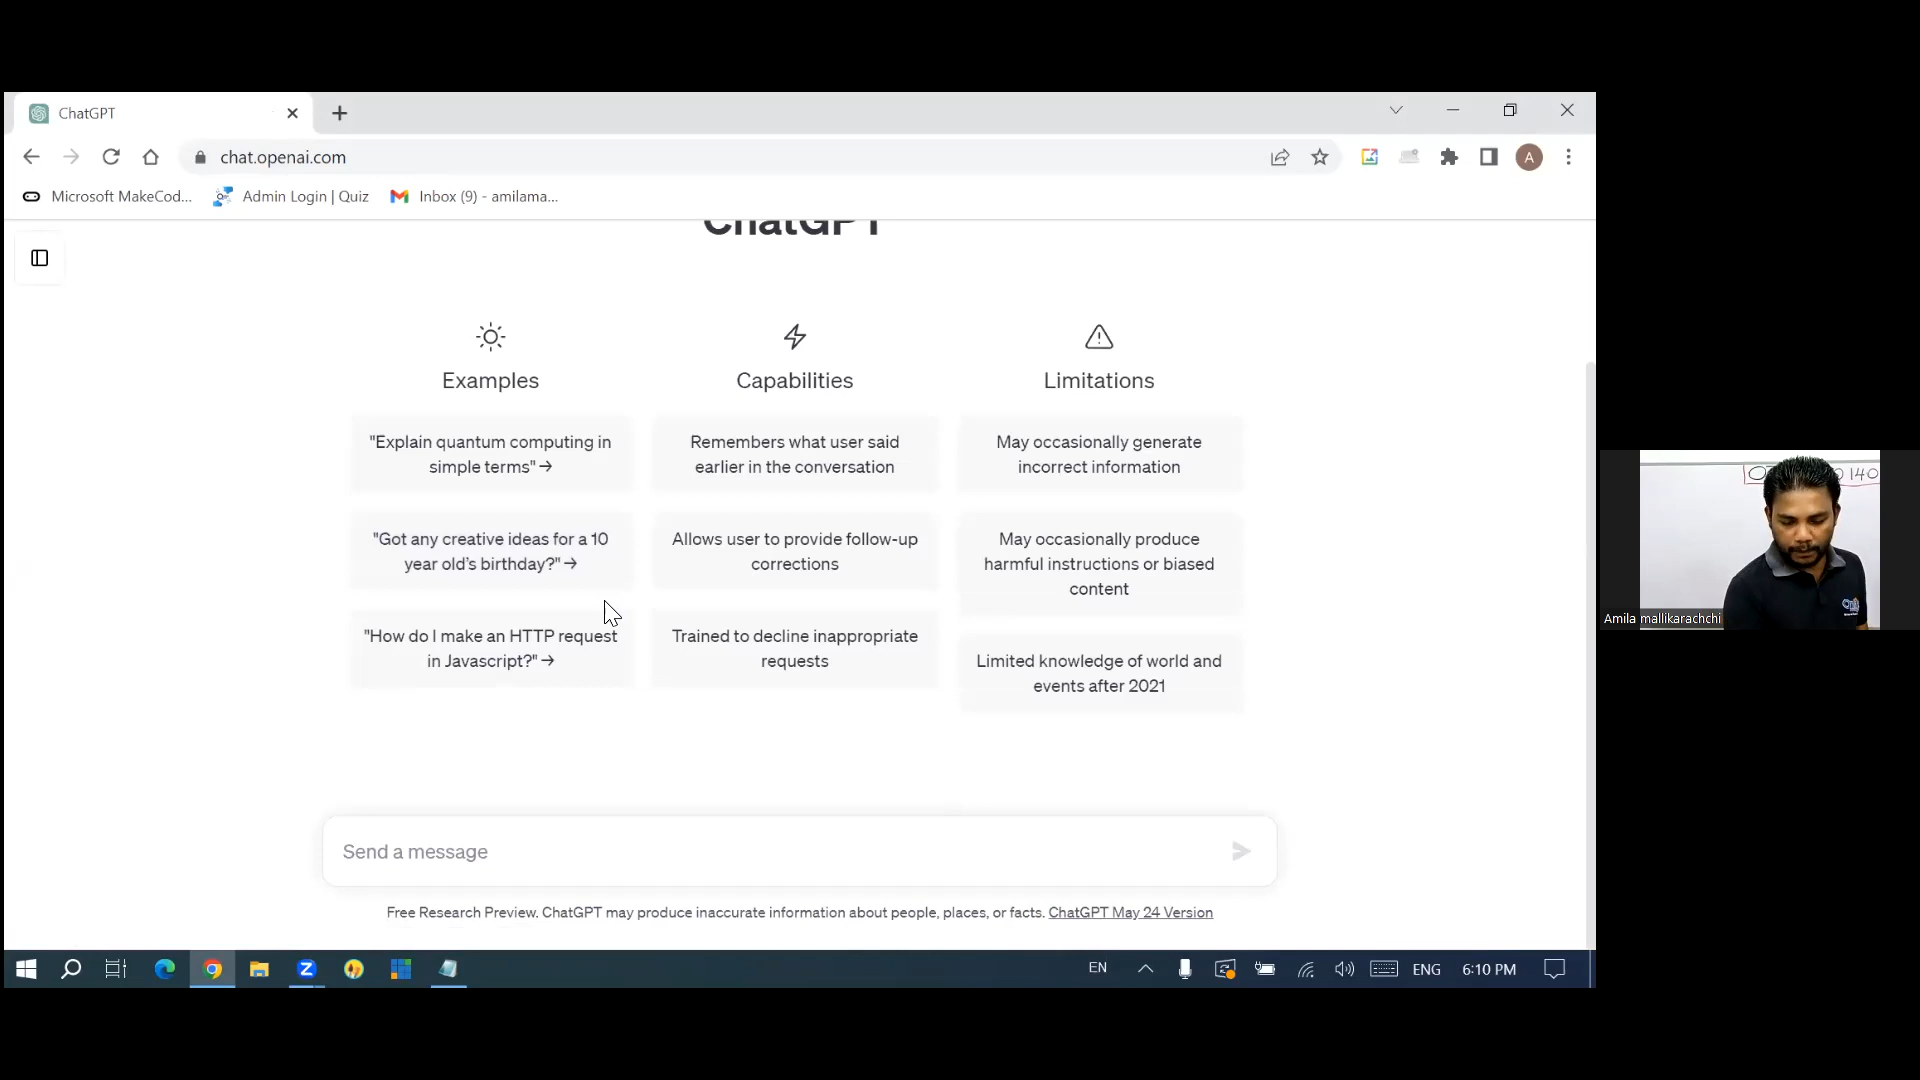 ChatGPT
chat.openai.com
Microsoft MakeCod...
Admin Login | Quiz
Inbox (9) - amilama...
A
ChatGPT
Examples
"Explain quantum computing in
simple terms" →
"Got any creative ideas for a 10
year old's birthday?" →
"How do I make an HTTP request
in Javascript?" →
Capabilities
Remembers what user said
earlier in the conversation
Allows user to provide follow-up
corrections
Trained to decline inappropriate
requests
Limitations
May occasionally generate
incorrect information
May occasionally produce
harmful instructions or biased
content
Limited knowledge of world and
events after 2021
Send a message
Free Research Preview. ChatGPT may produce inaccurate information about people, places, or facts. ChatGPT May 24 Version
EN
ENG
6:10 PM
140
Amila mallikarachchi